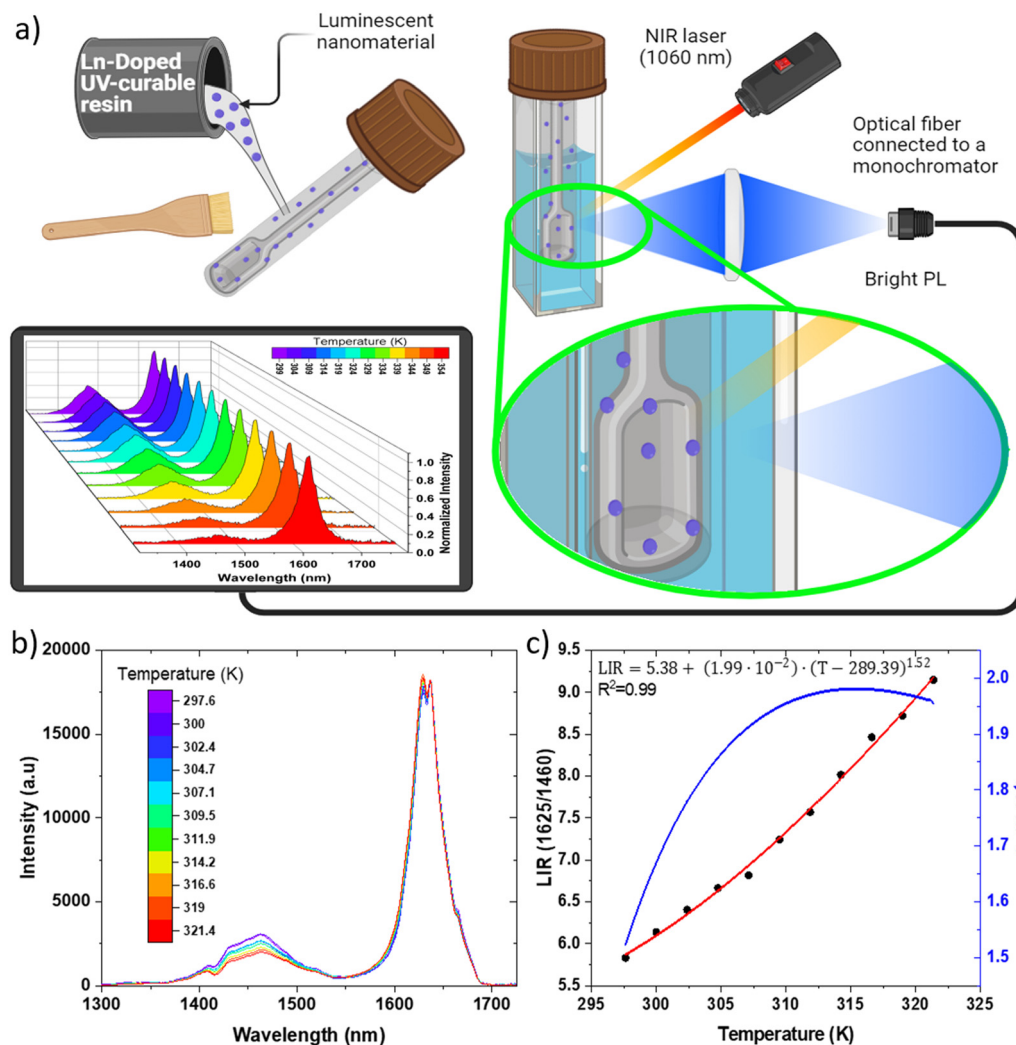 a)
Luminescent
nanomaterial
Ln-Doped
UV-curable
resin
NIR laser
(1060 nm)
Optical fiber
connected to a
monochromator
Bright PL
Temperature (K)
299 304 309 314 319 324 329 334 339 344 349 354
1.0
0.8
0.6
0.4
0.2
0.0
Normalized Intensity
1400 1500 1600 1700
Wavelength (nm)
b)
20000
15000
10000
5000
0
Intensity (a.u)
Temperature (K)
297.6
300
302.4
304.7
307.1
309.5
311.9
314.2
316.6
319
321.4
1300 1400 1500 1600 1700
Wavelength (nm)
c)
LIR = 5.38 + (1.99 · 10⁻²) · (T − 289.39)¹·⁵²
R²=0.99
9.5
9.0
8.5
8.0
7.5
7.0
6.5
6.0
5.5
LIR (1625/1460)
2.0
1.9
1.8
1.7
1.6
1.5
295 300 305 310 315 320 325
Temperature (K)